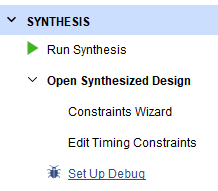 SYNTHESIS
Run Synthesis
Open Synthesized Design
Constraints Wizard
Edit Timing Constraints
Set Up Debug